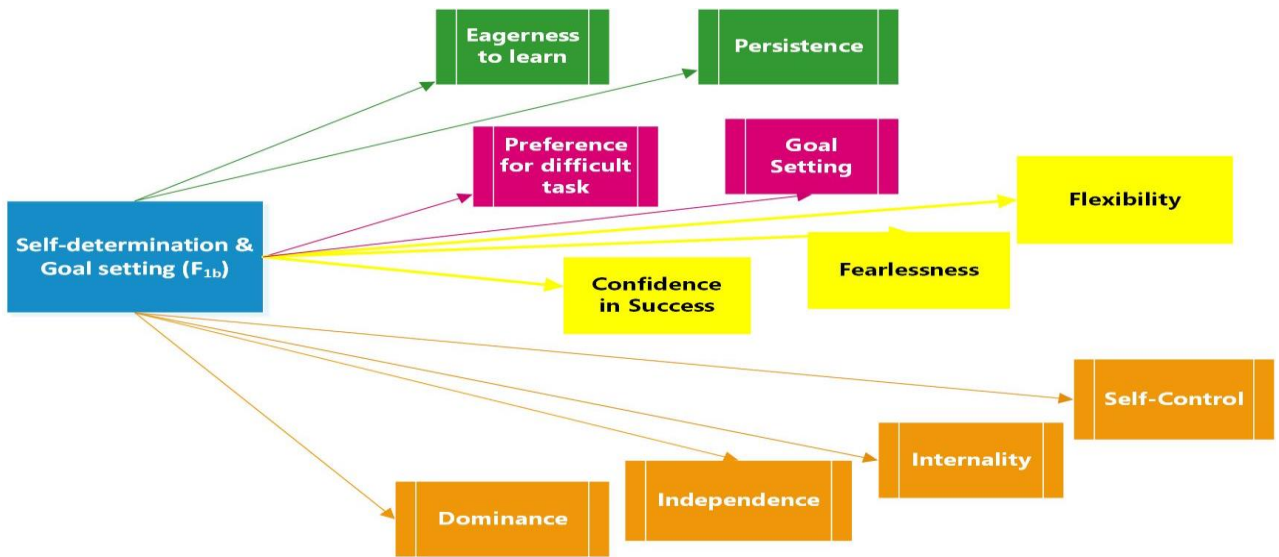 Eagerness
to learn
Persistence
Preference
for difficult
task
Goal
Setting
Flexibility
Self-determination &
Goal setting (F1b)
Fearlessness
Confidence
in Success
Self-Control
Internality
Independence
Dominance